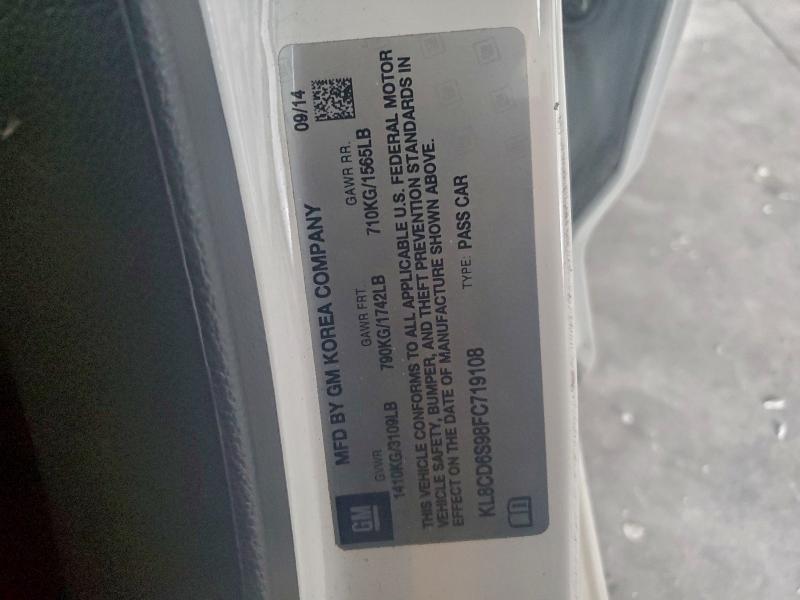 GM
MFD BY GM KOREA COMPANY 09/14
GVWR GAWR FRT. GAWR RR.
1410KG/3109LB 790KG/1742LB 710KG/1565LB
THIS VEHICLE CONFORMS TO ALL APPLICABLE U.S. FEDERAL MOTOR
VEHICLE SAFETY, BUMPER, AND THEFT PREVENTION STANDARDS IN
EFFECT ON THE DATE OF MANUFACTURE SHOWN ABOVE.
KL8CD6S98FC719108 TYPE: PASS CAR